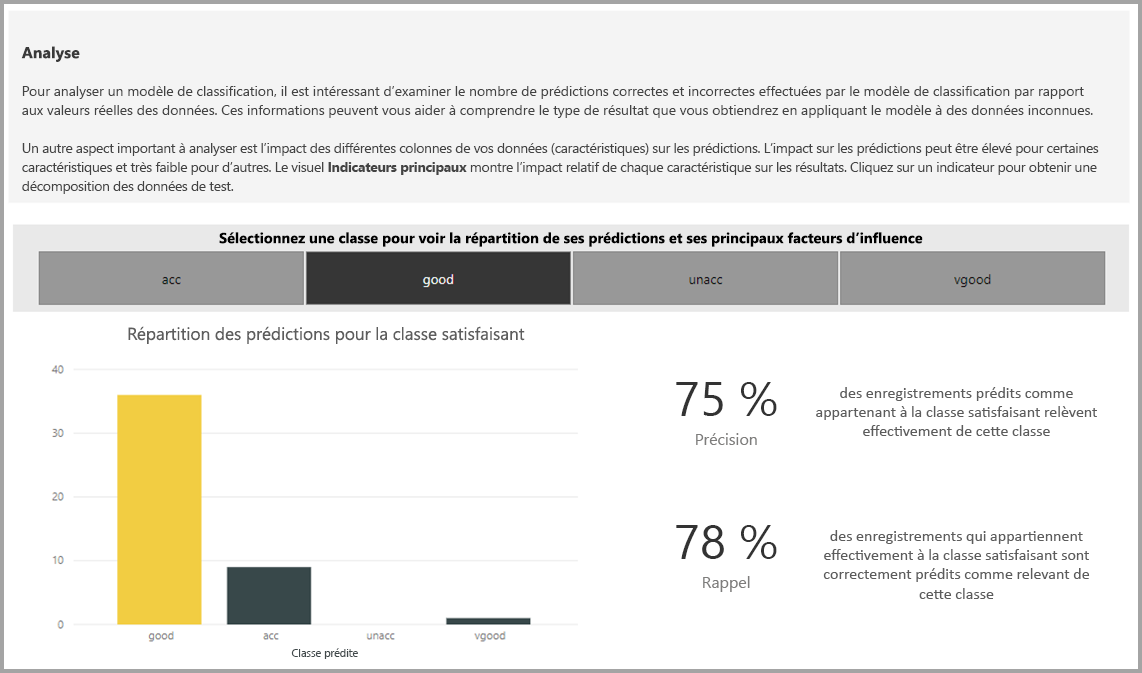 Analyse
Pour analyser un modèle de classification, il est intéressant d’examiner le nombre de prédictions correctes et incorrectes effectuées par le modèle de classification par rapport
aux valeurs réelles des données. Ces informations peuvent vous aider à comprendre le type de résultat que vous obtiendrez en appliquant le modèle à des données inconnues.
Un autre aspect important à analyser est l’impact des différentes colonnes de vos données (caractéristiques) sur les prédictions. L’impact sur les prédictions peut être élevé pour certaines
caractéristiques et très faible pour d’autres. Le visuel Indicateurs principaux montre l’impact relatif de chaque caractéristique sur les résultats. Cliquez sur un indicateur pour obtenir une
décomposition des données de test.
Sélectionnez une classe pour voir la répartition de ses prédictions et ses principaux facteurs d’influence
acc good unacc vgood
Répartition des prédictions pour la classe satisfaisant
40
30
20
10
0
good acc unacc vgood
Classe prédite
75 %
Précision
des enregistrements prédits comme
appartenant à la classe satisfaisant relèvent
effectivement de cette classe
78 %
Rappel
des enregistrements qui appartiennent
effectivement à la classe satisfaisant sont
correctement prédits comme relevant de
cette classe